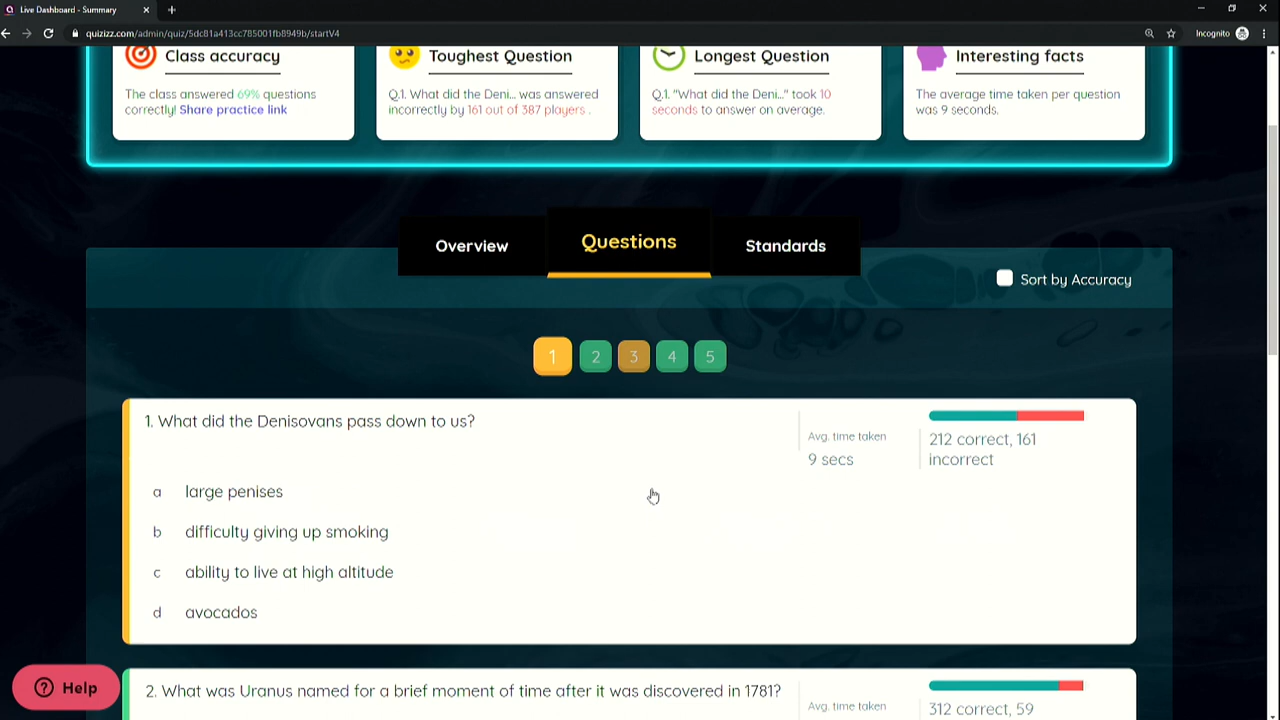 Live Dashboard - Summary
quizizz.com/admin/quiz/5dc81a413cc785001fb8949b/startV4
Incognito
Class accuracy
The class answered 69% questions
correctly! Share practice link
Toughest Question
Q.1. What did the Deni... was answered
incorrectly by 161 out of 387 players .
Longest Question
Q.1. "What did the Deni..." took 10
seconds to answer on average.
Interesting facts
The average time taken per question
was 9 seconds.
Overview
Questions
Standards
Sort by Accuracy
1 2 3 4 5
1. What did the Denisovans pass down to us?
Avg. time taken
9 secs
212 correct, 161
incorrect
a large penises
b difficulty giving up smoking
c ability to live at high altitude
d avocados
Help
2. What was Uranus named for a brief moment of time after it was discovered in 1781?
Avg. time taken
312 correct, 59